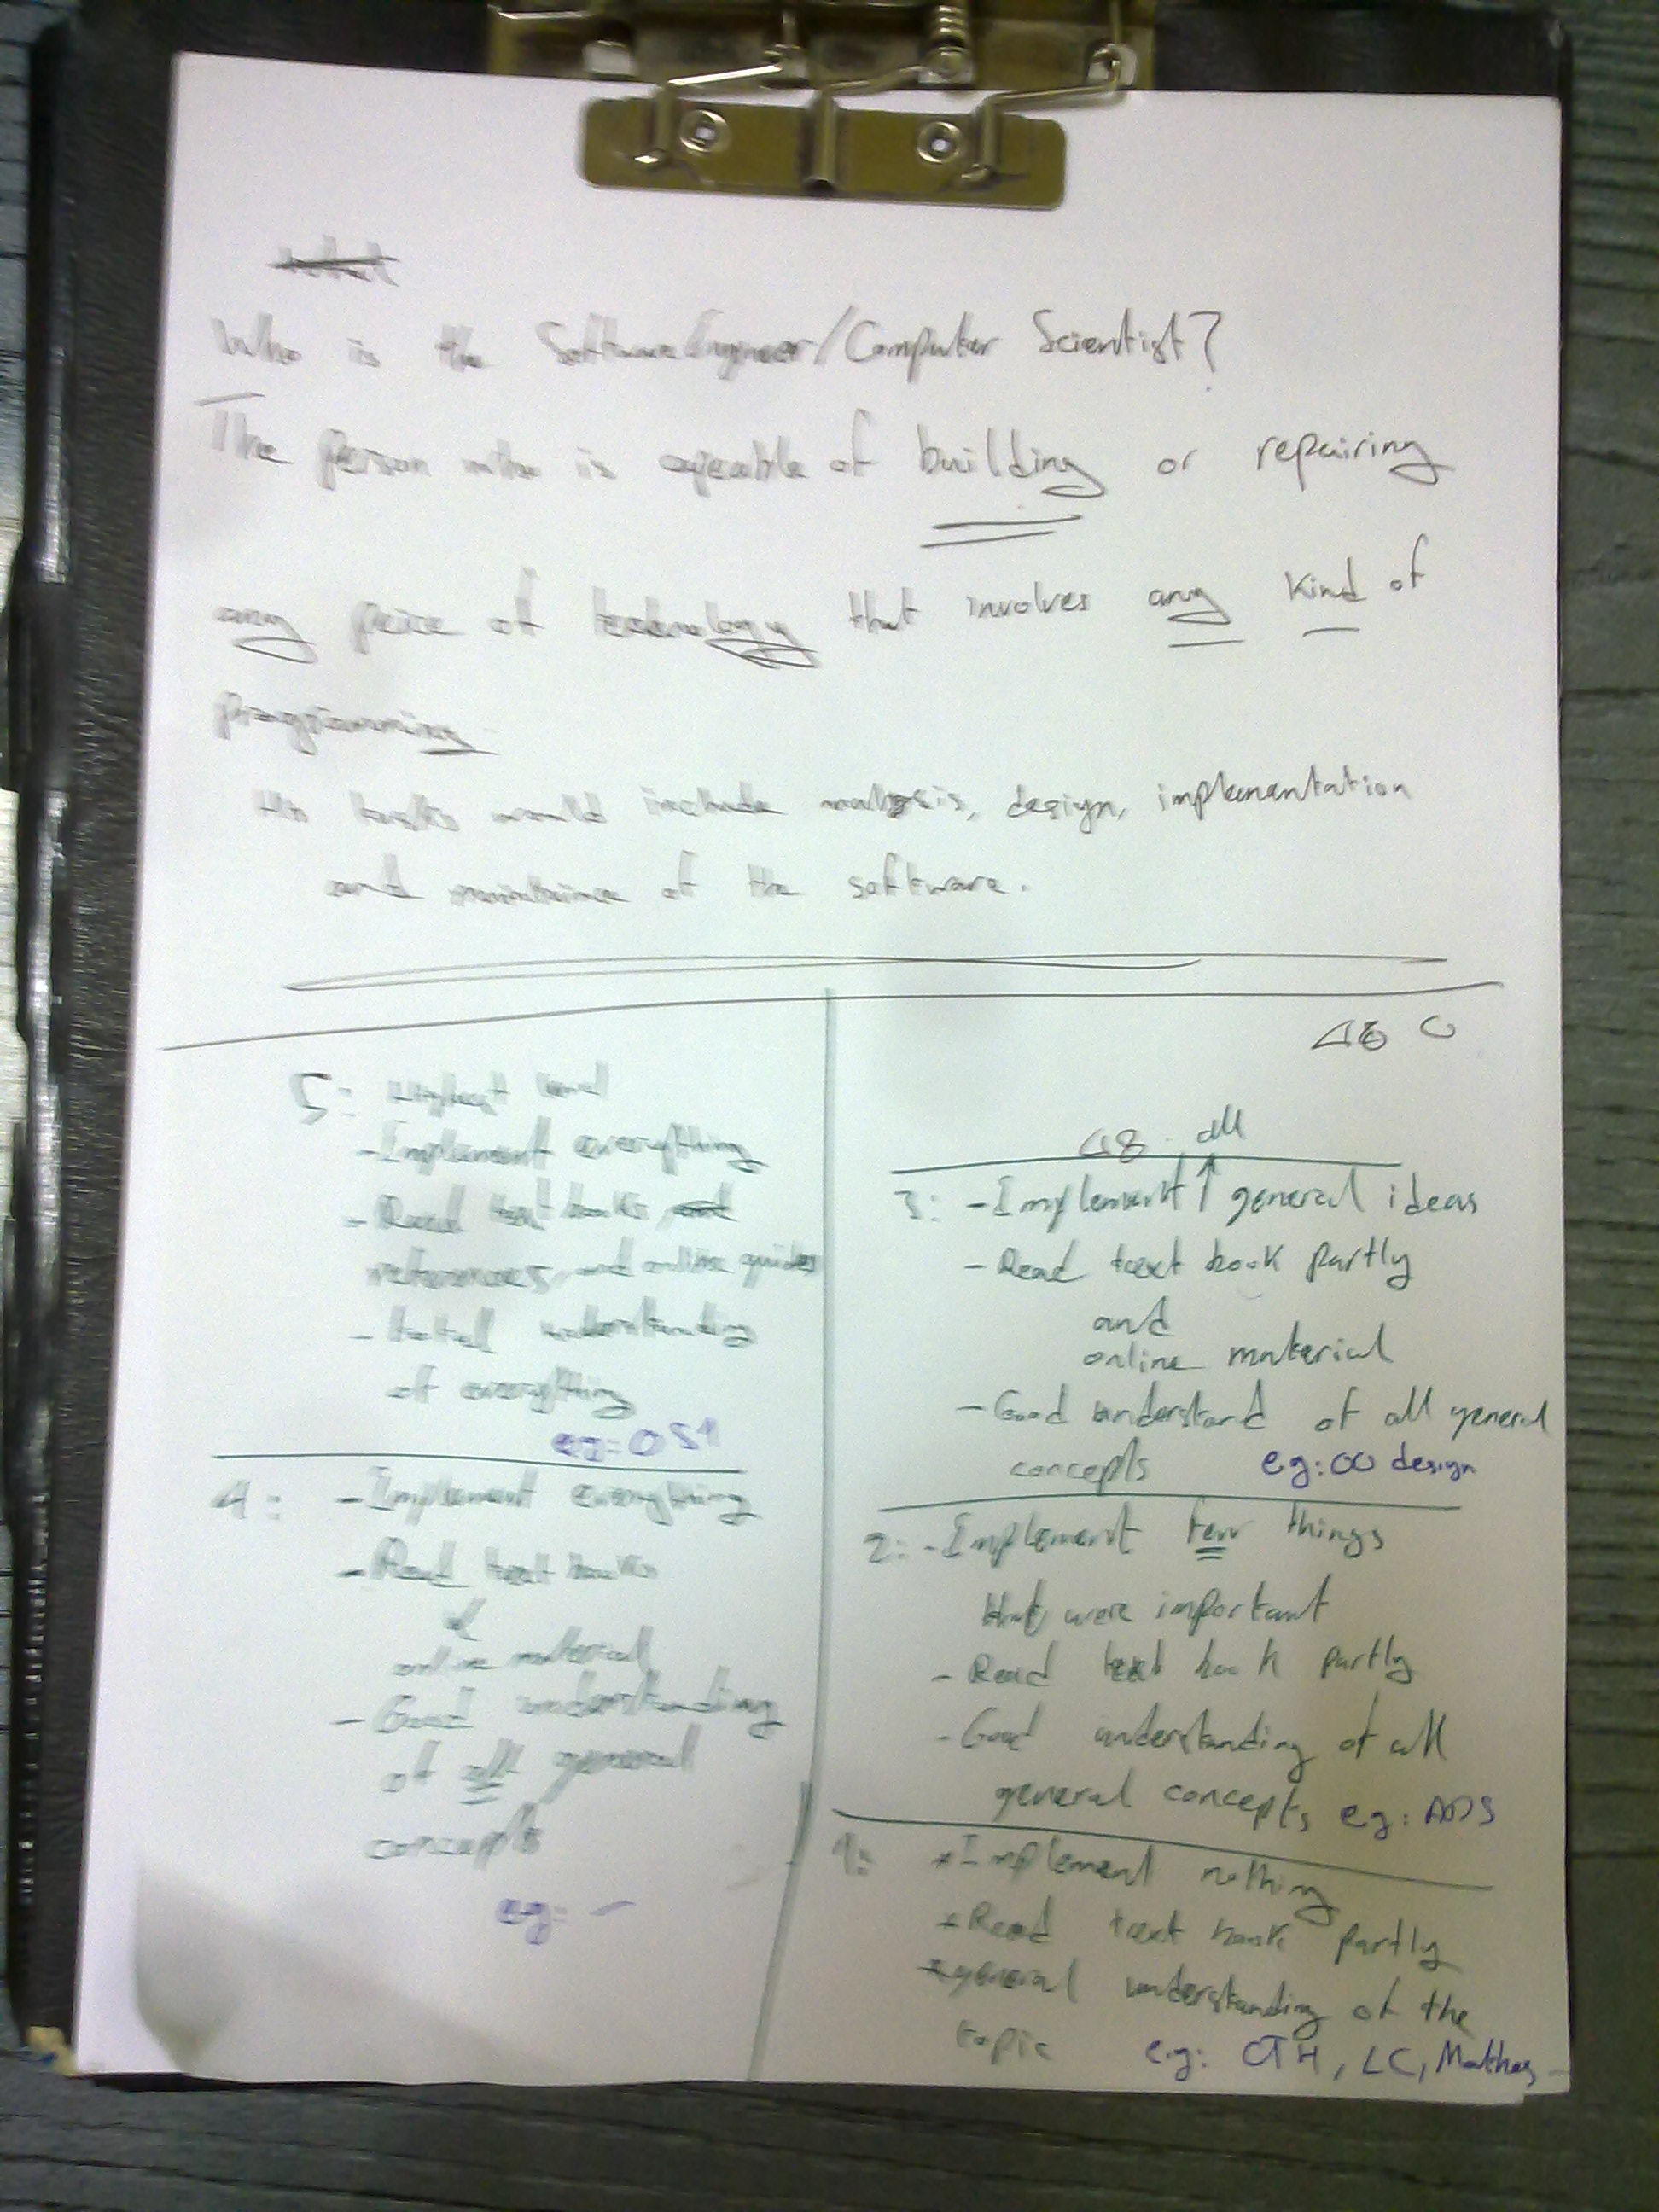 Who is the Software Engineer/Computer Scientist?
The person who is capable of building or repairing
any peice of technology that involves any kind of
programming
His tasks would include analysis, design, implementation
and maintaince of the software.
5: Highest level
-Implement everything
-Read text books
references, and online guides
-total understanding
of everything
eg: OS1
4: -Implement everything
-Read text books
&
online material
-Good understanding
of all general
concepts
eg: -
all
3: -Implement ↑ general ideas
-Read text book partly
and
online material
-Good understand of all general
concepts eg: OO design
2: -Implement few things
that were important
-Read text book partly
-Good understanding of all
general concepts eg: ADS
1: *Implement nothing
*Read text book partly
*general understanding of the
topic e.g: CTH, LC, Mathes